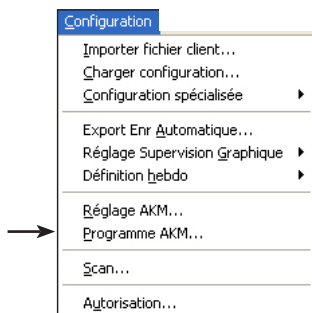 Configuration
Importer fichier client...
Charger configuration...
Configuration spécialisée
Export Enr Automatique...
Réglage Supervision Graphique
Définition hebdo
Réglage AKM...
Programme AKM...
Scan...
Autorisation...